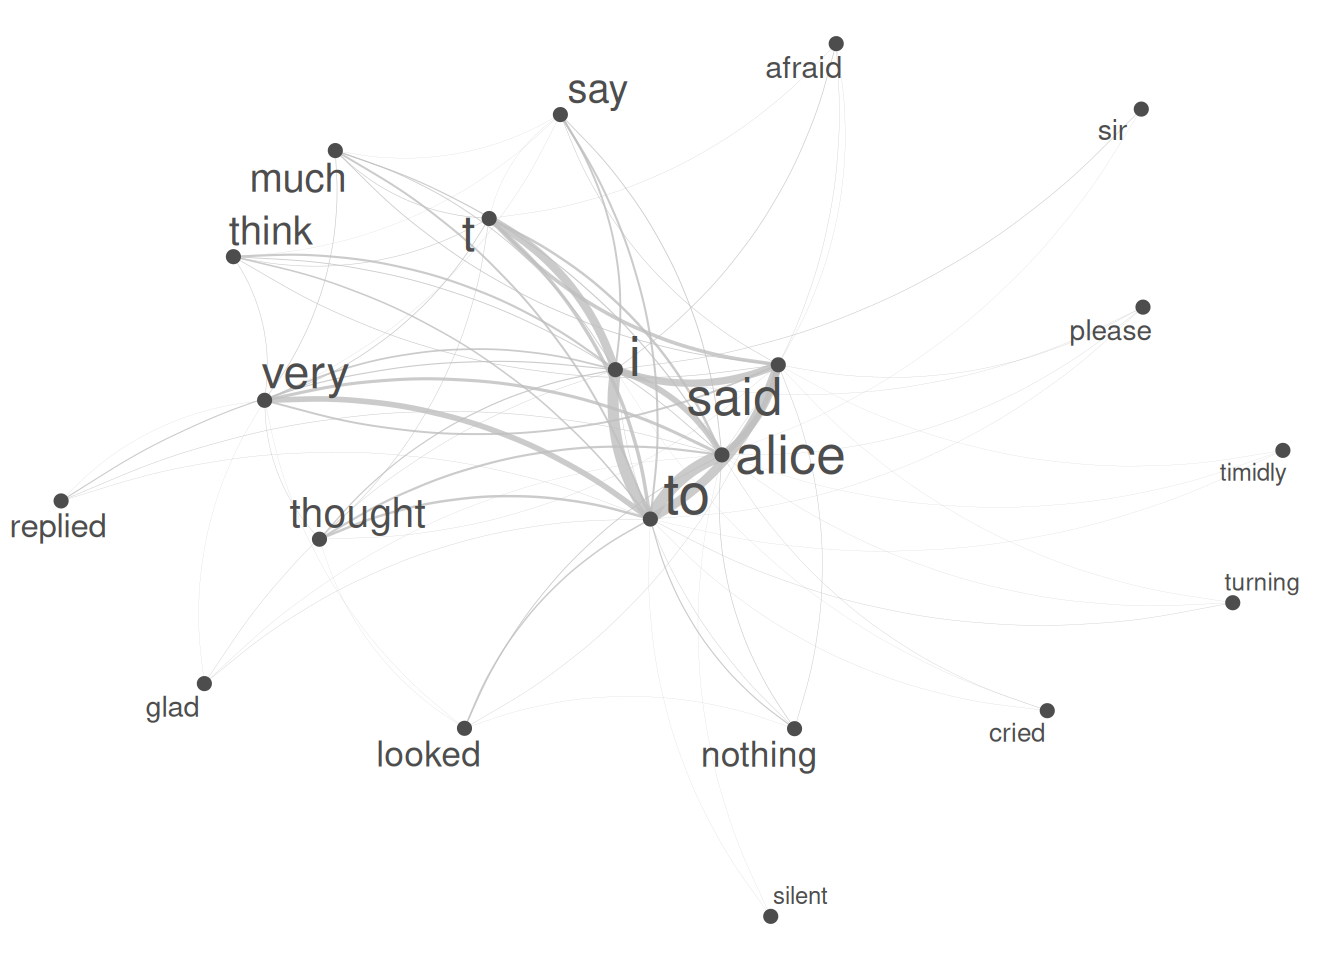 afraid
say
sir
much
think
t
please
i
very
said
alice
timidly
to
thought
replied
turning
glad
cried
looked
nothing
silent